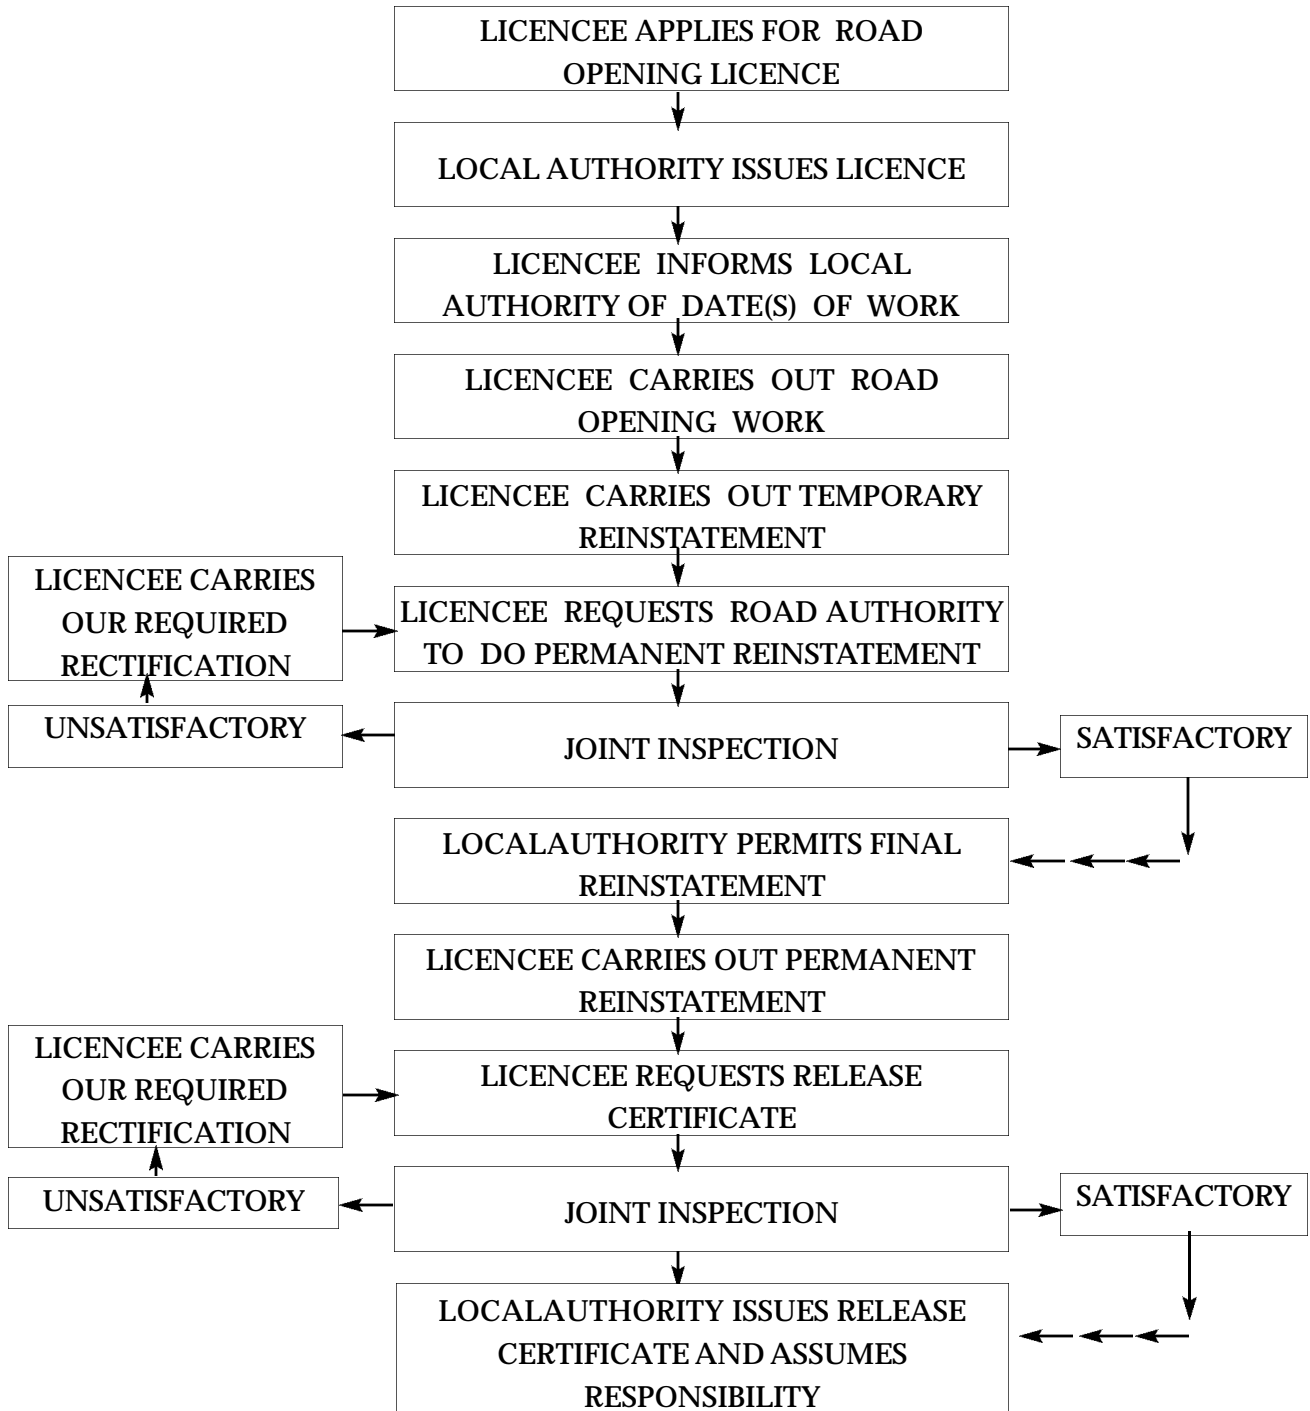 LICENCEE APPLIES FOR ROAD
OPENING LICENCE
LOCAL AUTHORITY ISSUES LICENCE
LICENCEE INFORMS LOCAL
AUTHORITY OF DATE(S) OF WORK
LICENCEE CARRIES OUT ROAD
OPENING WORK
LICENCEE CARRIES OUT TEMPORARY
REINSTATEMENT
LICENCEE CARRIES
OUR REQUIRED
RECTIFICATION
LICENCEE REQUESTS ROAD AUTHORITY
TO DO PERMANENT REINSTATEMENT
UNSATISFACTORY
JOINT INSPECTION
SATISFACTORY
LOCALAUTHORITY PERMITS FINAL
REINSTATEMENT
LICENCEE CARRIES OUT PERMANENT
REINSTATEMENT
LICENCEE CARRIES
OUR REQUIRED
RECTIFICATION
LICENCEE REQUESTS RELEASE
CERTIFICATE
UNSATISFACTORY
JOINT INSPECTION
SATISFACTORY
LOCALAUTHORITY ISSUES RELEASE
CERTIFICATE AND ASSUMES
RESPONSIBILITY